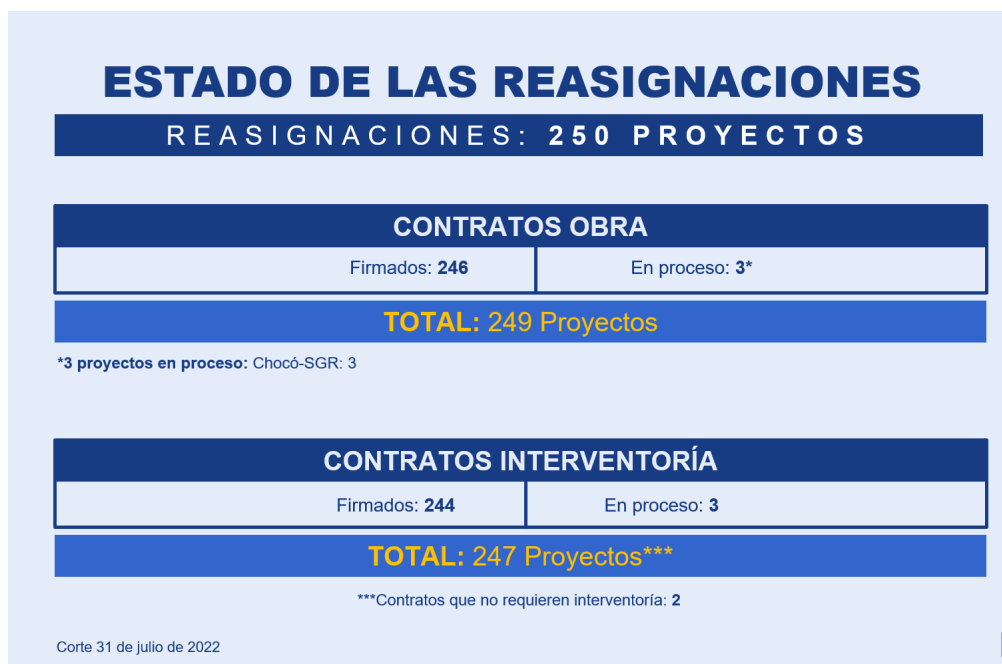 ESTADO DE LAS REASIGNACIONES
REASIGNACIONES: 250 PROYECTOS
CONTRATOS OBRA
Firmados: 246
En proceso: 3*
TOTAL: 249 Proyectos
*3 proyectos en proceso: Chocó-SGR: 3
CONTRATOS INTERVENTORÍA
Firmados: 244
En proceso: 3
TOTAL: 247 Proyectos***
***Contratos que no requieren interventoría: 2
Corte 31 de julio de 2022